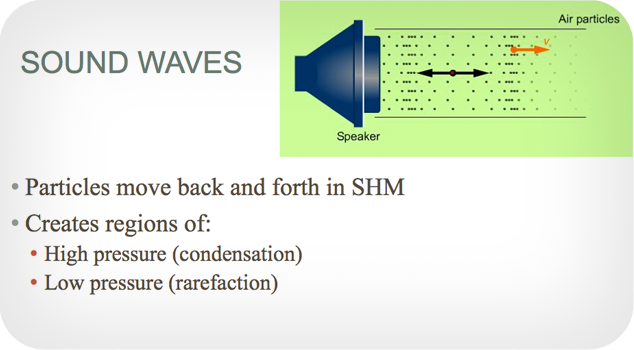 SOUND WAVES
Air particles
v
Speaker
• Particles move back and forth in SHM
• Creates regions of:
• High pressure (condensation)
• Low pressure (rarefaction)